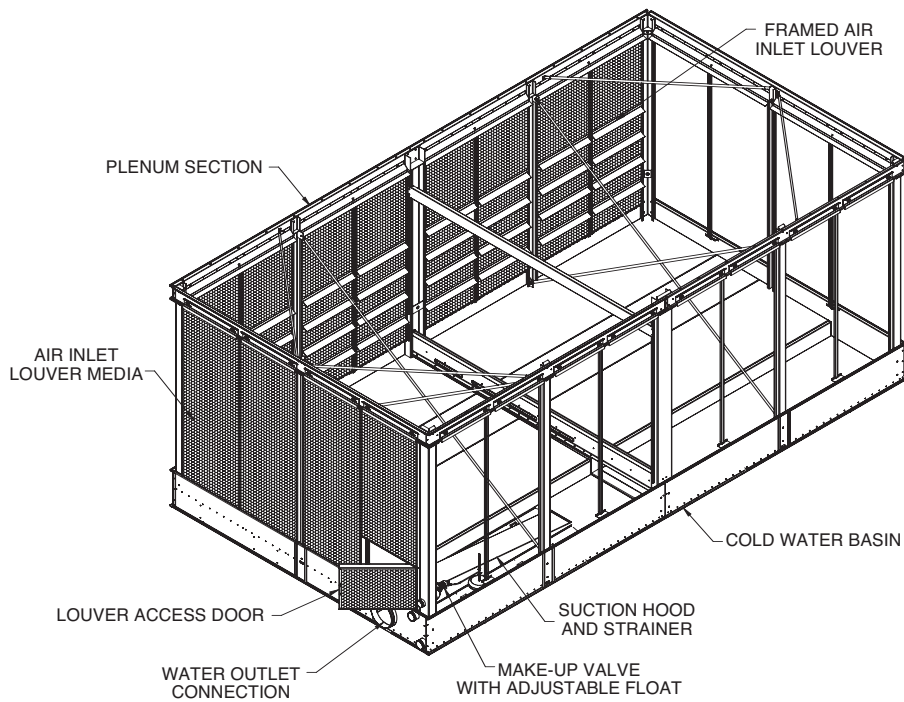 FRAMED AIR
INLET LOUVER
PLENUM SECTION
AIR INLET
LOUVER MEDIA
COLD WATER BASIN
LOUVER ACCESS DOOR
SUCTION HOOD
AND STRAINER
WATER OUTLET
CONNECTION
MAKE-UP VALVE
WITH ADJUSTABLE FLOAT